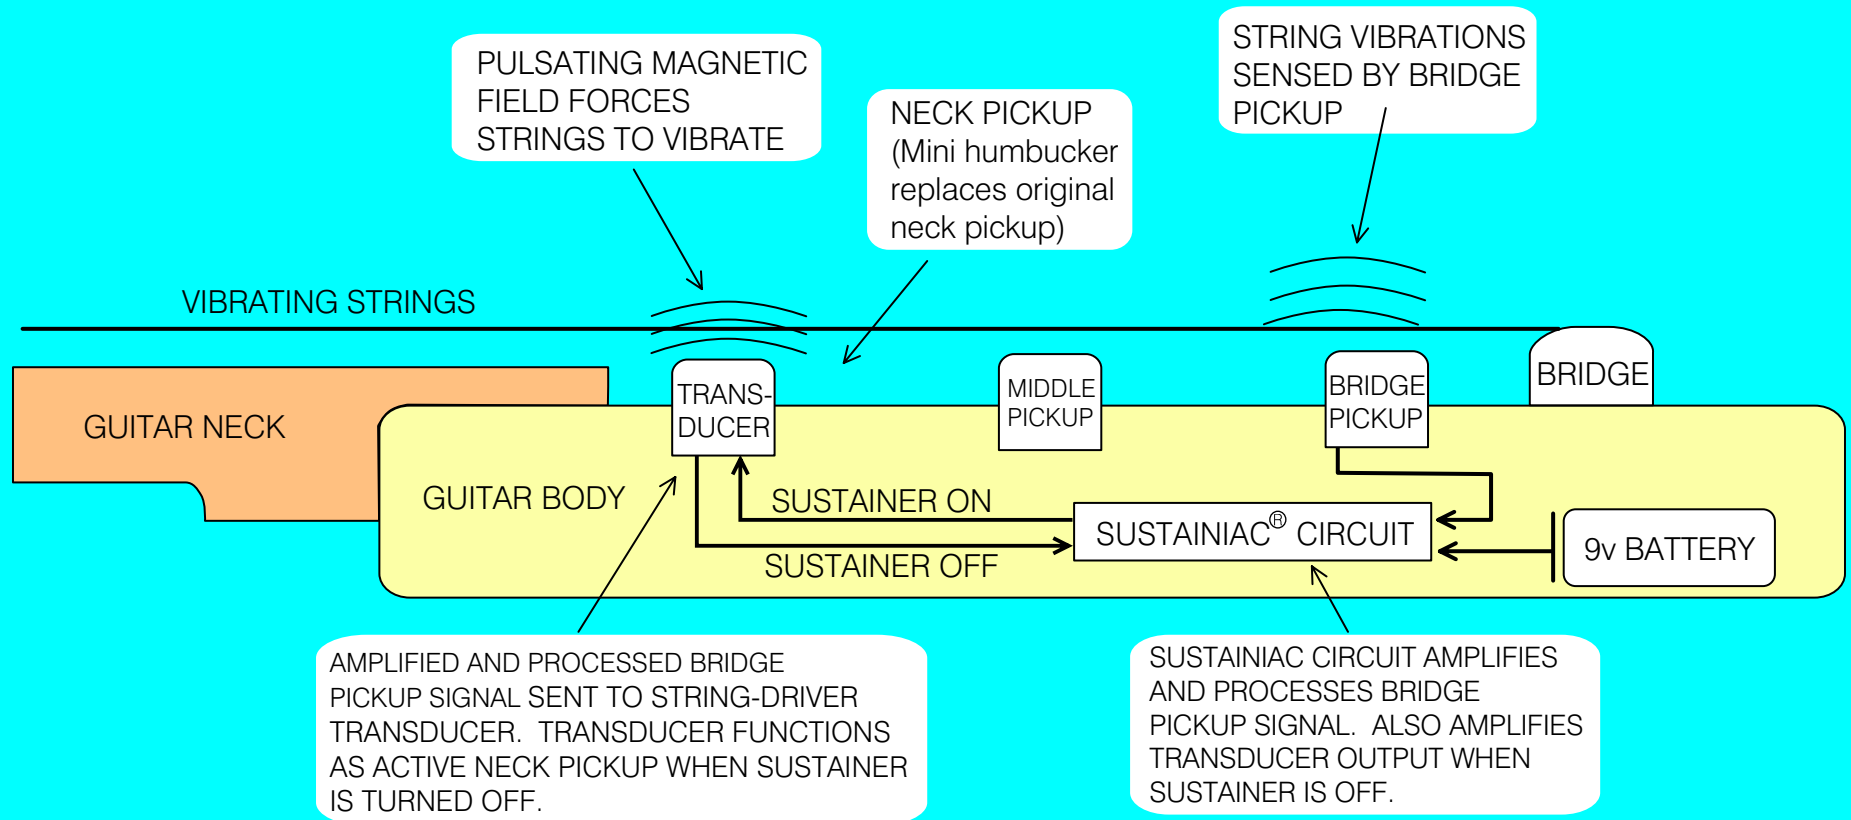 PULSATING MAGNETIC
FIELD FORCES
STRINGS TO VIBRATE
NECK PICKUP
(Mini humbucker
replaces original
neck pickup)
STRING VIBRATIONS
SENSED BY BRIDGE
PICKUP
VIBRATING STRINGS
GUITAR NECK
TRANS-
DUCER
MIDDLE
PICKUP
BRIDGE
PICKUP
BRIDGE
GUITAR BODY
SUSTAINER ON
SUSTAINER OFF
SUSTAINIAC® CIRCUIT
9v BATTERY
AMPLIFIED AND PROCESSED BRIDGE
PICKUP SIGNAL SENT TO STRING-DRIVER
TRANSDUCER. TRANSDUCER FUNCTIONS
AS ACTIVE NECK PICKUP WHEN SUSTAINER
IS TURNED OFF.
SUSTAINIAC CIRCUIT AMPLIFIES
AND PROCESSES BRIDGE
PICKUP SIGNAL. ALSO AMPLIFIES
TRANSDUCER OUTPUT WHEN
SUSTAINER IS OFF.